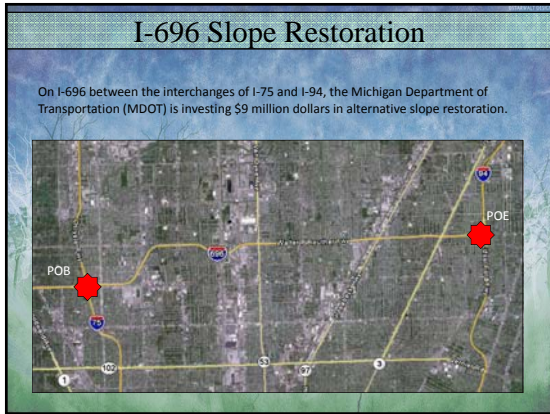 I-696 Slope Restoration
On I-696 between the interchanges of I-75 and I-94, the Michigan Department of
Transportation (MDOT) is investing $9 million dollars in alternative slope restoration.
94
POE
696
POB
75
102
53
97
3
1